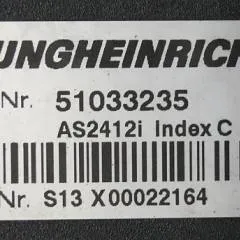 UNGHEINRICH
Nr. 51033235
AS2412i Index C
Nr. S13 X00022164